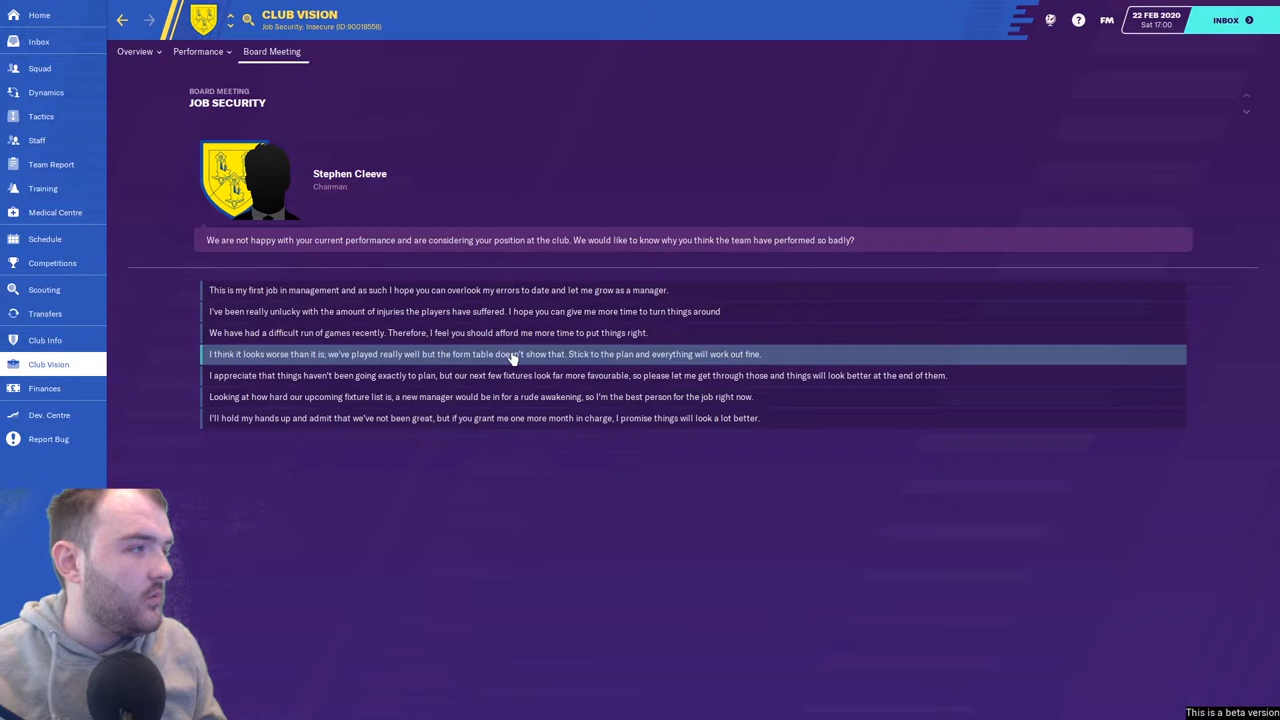 Home
CLUB VISION
Job Security: Insecure (ID:90018558)
FM
22 FEB 2020
Sat 17:00
INBOX
Inbox
Overview
Performance
Board Meeting
Squad
Dynamics
Tactics
Staff
Team Report
Training
Medical Centre
Schedule
Competitions
Scouting
Transfers
Club Info
Club Vision
Finances
Dev. Centre
Report Bug
BOARD MEETING
JOB SECURITY
Stephen Cleeve
Chairman
We are not happy with your current performance and are considering your position at the club. We would like to know why you think the team have performed so badly?
This is my first job in management and as such I hope you can overlook my errors to date and let me grow as a manager.
I've been really unlucky with the amount of injuries the players have suffered. I hope you can give me more time to turn things around
We have had a difficult run of games recently. Therefore, I feel you should afford me more time to put things right.
I think it looks worse than it is; we've played really well but the form table doesn't show that. Stick to the plan and everything will work out fine.
I appreciate that things haven't been going exactly to plan, but our next few fixtures look far more favourable, so please let me get through those and things will look better at the end of them.
Looking at how hard our upcoming fixture list is, a new manager would be in for a rude awakening, so I'm the best person for the job right now.
I'll hold my hands up and admit that we've not been great, but if you grant me one more month in charge, I promise things will look a lot better.
This is a beta version